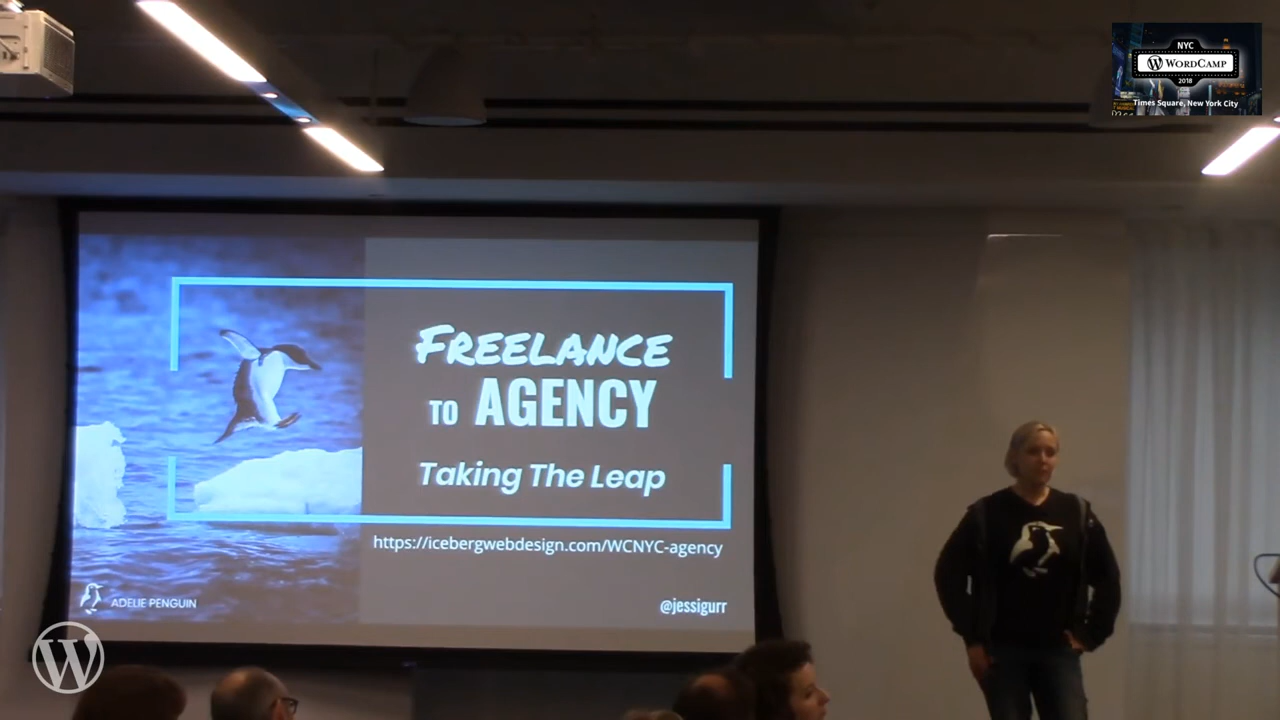 NYC
WORDCAMP
2018
Times Square, New York City
FREELANCE
TO AGENCY
Taking The Leap
https://icebergwebdesign.com/WCNYC-agency
ADELIE PENGUIN
@jessigurr